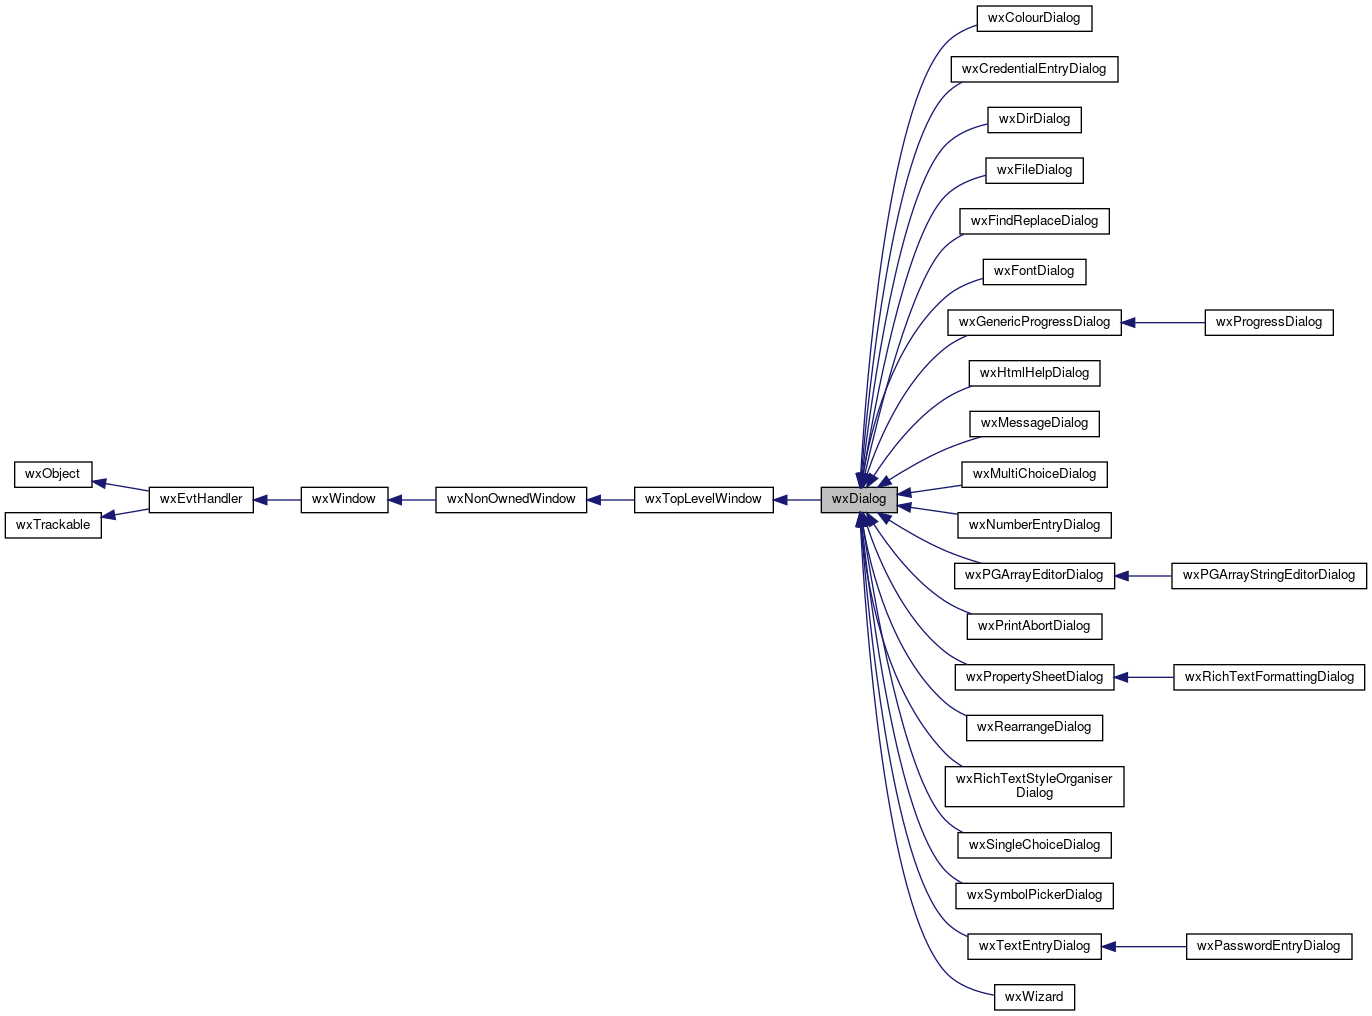 wxColourDialog
wxCredentialEntryDialog
wxDirDialog
wxFileDialog
wxFindReplaceDialog
wxFontDialog
wxGenericProgressDialog
wxProgressDialog
wxHtmlHelpDialog
wxMessageDialog
wxObject
wxMultiChoiceDialog
wxEvtHandler
wxWindow
wxNonOwnedWindow
wxTopLevelWindow
wxDialog
wxTrackable
wxNumberEntryDialog
wxPGArrayEditorDialog
wxPGArrayStringEditorDialog
wxPrintAbortDialog
wxPropertySheetDialog
wxRichTextFormattingDialog
wxRearrangeDialog
wxRichTextStyleOrganiser
Dialog
wxSingleChoiceDialog
wxSymbolPickerDialog
wxTextEntryDialog
wxPasswordEntryDialog
wxWizard